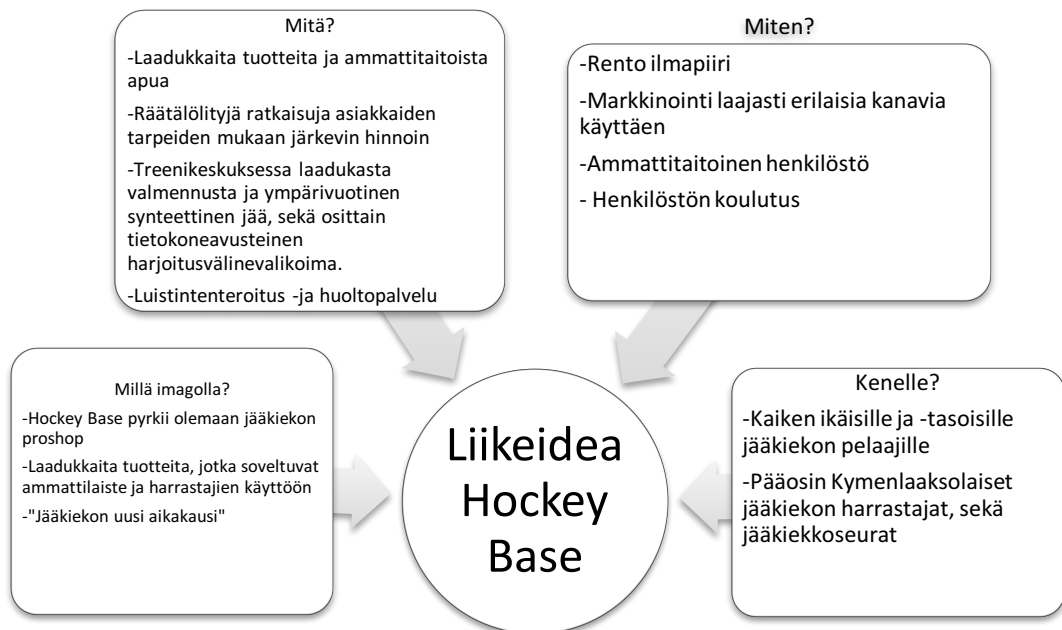 Mitä?
-Laadukkaita tuotteita ja ammattitaitoista
apua
-Räätälölityjä ratkaisuja asiakkaiden
tarpeiden mukaan järkevin hinnoin
-Treenikeskuksessa laadukasta
valmennusta ja ympärivuotinen
synteettinen jää, sekä osittain
tietokoneavusteinen
harjoitusvälinevalikoima.
-Luistintenteroitus -ja huoltopalvelu
Miten?
-Rento ilmapiiri
-Markkinointi laajasti erilaisia kanavia
käyttäen
-Ammattitaitoinen henkilöstö
- Henkilöstön koulutus
Millä imagolla?
-Hockey Base pyrkii olemaan jääkiekon
proshop
-Laadukkaita tuotteita, jotka soveltuvat
ammattilaiste ja harrastajien käyttöön
-"Jääkiekon uusi aikakausi"
Liikeidea
Hockey
Base
Kenelle?
-Kaiken ikäisille ja -tasoisille
jääkiekon pelaajille
-Pääosin Kymenlaaksolaiset
jääkiekon harrastajat, sekä
jääkiekkoseurat